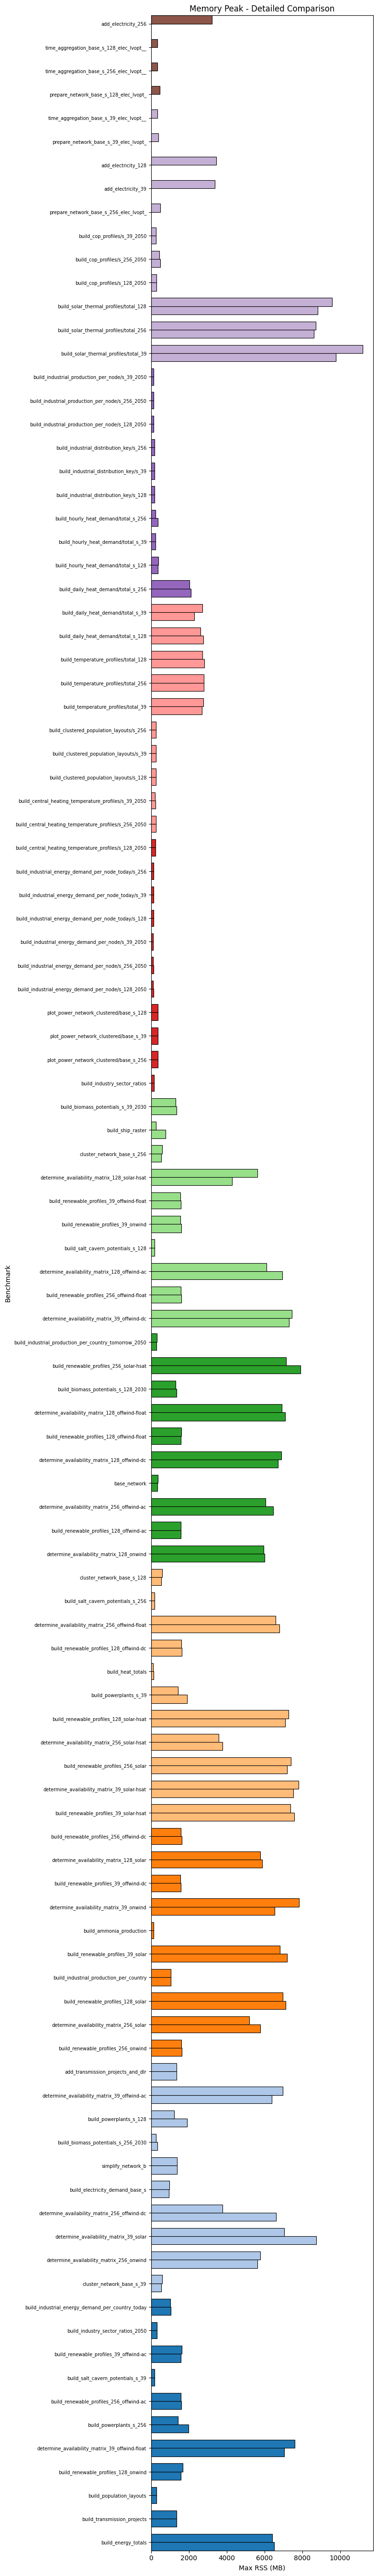 Memory Peak - Detailed Comparison
add_electricity_256
time_aggregation_base_s_128_elec_lvopt__
time_aggregation_base_s_256_elec_lvopt__
prepare_network_base_s_128_elec_lvopt_
time_aggregation_base_s_39_elec_lvopt__
prepare_network_base_s_39_elec_lvopt_
add_electricity_128
add_electricity_39
prepare_network_base_s_256_elec_lvopt_
build_cop_profiles/s_39_2050
build_cop_profiles/s_256_2050
build_cop_profiles/s_128_2050
build_solar_thermal_profiles/total_128
build_solar_thermal_profiles/total_256
build_solar_thermal_profiles/total_39
build_industrial_production_per_node/s_39_2050
build_industrial_production_per_node/s_256_2050
build_industrial_production_per_node/s_128_2050
build_industrial_distribution_key/s_256
build_industrial_distribution_key/s_39
build_industrial_distribution_key/s_128
build_hourly_heat_demand/total_s_256
build_hourly_heat_demand/total_s_39
build_hourly_heat_demand/total_s_128
build_daily_heat_demand/total_s_256
build_daily_heat_demand/total_s_39
build_daily_heat_demand/total_s_128
build_temperature_profiles/total_128
build_temperature_profiles/total_256
build_temperature_profiles/total_39
build_clustered_population_layouts/s_256
build_clustered_population_layouts/s_39
build_clustered_population_layouts/s_128
build_central_heating_temperature_profiles/s_39_2050
build_central_heating_temperature_profiles/s_256_2050
build_central_heating_temperature_profiles/s_128_2050
build_industrial_energy_demand_per_node_today/s_256
build_industrial_energy_demand_per_node_today/s_39
build_industrial_energy_demand_per_node_today/s_128
build_industrial_energy_demand_per_node/s_39_2050
build_industrial_energy_demand_per_node/s_256_2050
build_industrial_energy_demand_per_node/s_128_2050
plot_power_network_clustered/base_s_128
plot_power_network_clustered/base_s_39
plot_power_network_clustered/base_s_256
build_industry_sector_ratios
build_biomass_potentials_s_39_2030
build_ship_raster
cluster_network_base_s_256
determine_availability_matrix_128_solar-hsat
build_renewable_profiles_39_offwind-float
build_renewable_profiles_39_onwind
build_salt_cavern_potentials_s_128
determine_availability_matrix_128_offwind-ac
build_renewable_profiles_256_offwind-float
determine_availability_matrix_39_offwind-dc
build_industrial_production_per_country_tomorrow_2050
build_renewable_profiles_256_solar-hsat
build_biomass_potentials_s_128_2030
determine_availability_matrix_128_offwind-float
build_renewable_profiles_128_offwind-float
determine_availability_matrix_128_offwind-dc
base_network
determine_availability_matrix_256_offwind-ac
build_renewable_profiles_128_offwind-ac
determine_availability_matrix_128_onwind
cluster_network_base_s_128
build_salt_cavern_potentials_s_256
determine_availability_matrix_256_offwind-float
build_renewable_profiles_128_offwind-dc
build_heat_totals
build_powerplants_s_39
build_renewable_profiles_128_solar-hsat
determine_availability_matrix_256_solar-hsat
build_renewable_profiles_256_solar
determine_availability_matrix_39_solar-hsat
build_renewable_profiles_39_solar-hsat
build_renewable_profiles_256_offwind-dc
determine_availability_matrix_128_solar
build_renewable_profiles_39_offwind-dc
determine_availability_matrix_39_onwind
build_ammonia_production
build_renewable_profiles_39_solar
build_industrial_production_per_country
build_renewable_profiles_128_solar
determine_availability_matrix_256_solar
build_renewable_profiles_256_onwind
add_transmission_projects_and_dlr
determine_availability_matrix_39_offwind-ac
build_powerplants_s_128
build_biomass_potentials_s_256_2030
simplify_network_b
build_electricity_demand_base_s
determine_availability_matrix_256_offwind-dc
determine_availability_matrix_39_solar
determine_availability_matrix_256_onwind
cluster_network_base_s_39
build_industrial_energy_demand_per_country_today
build_industry_sector_ratios_2050
build_renewable_profiles_39_offwind-ac
build_salt_cavern_potentials_s_39
build_renewable_profiles_256_offwind-ac
build_powerplants_s_256
determine_availability_matrix_39_offwind-float
build_renewable_profiles_128_onwind
build_population_layouts
build_transmission_projects
build_energy_totals
Benchmark
0 2000 4000 6000 8000 10000
Max RSS (MB)